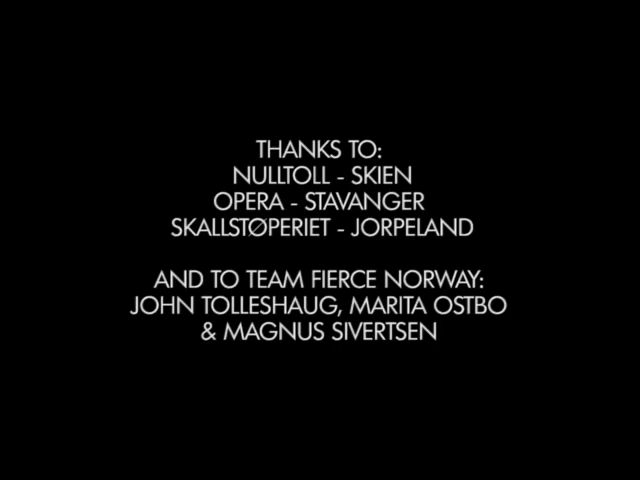 THANKS TO:
NULLTOLL - SKIEN
OPERA - STAVANGER
SKALLSTØPERIET - JORPELAND
AND TO TEAM FIERCE NORWAY:
JOHN TOLLESHAUG, MARITA OSTBO
& MAGNUS SIVERTSEN